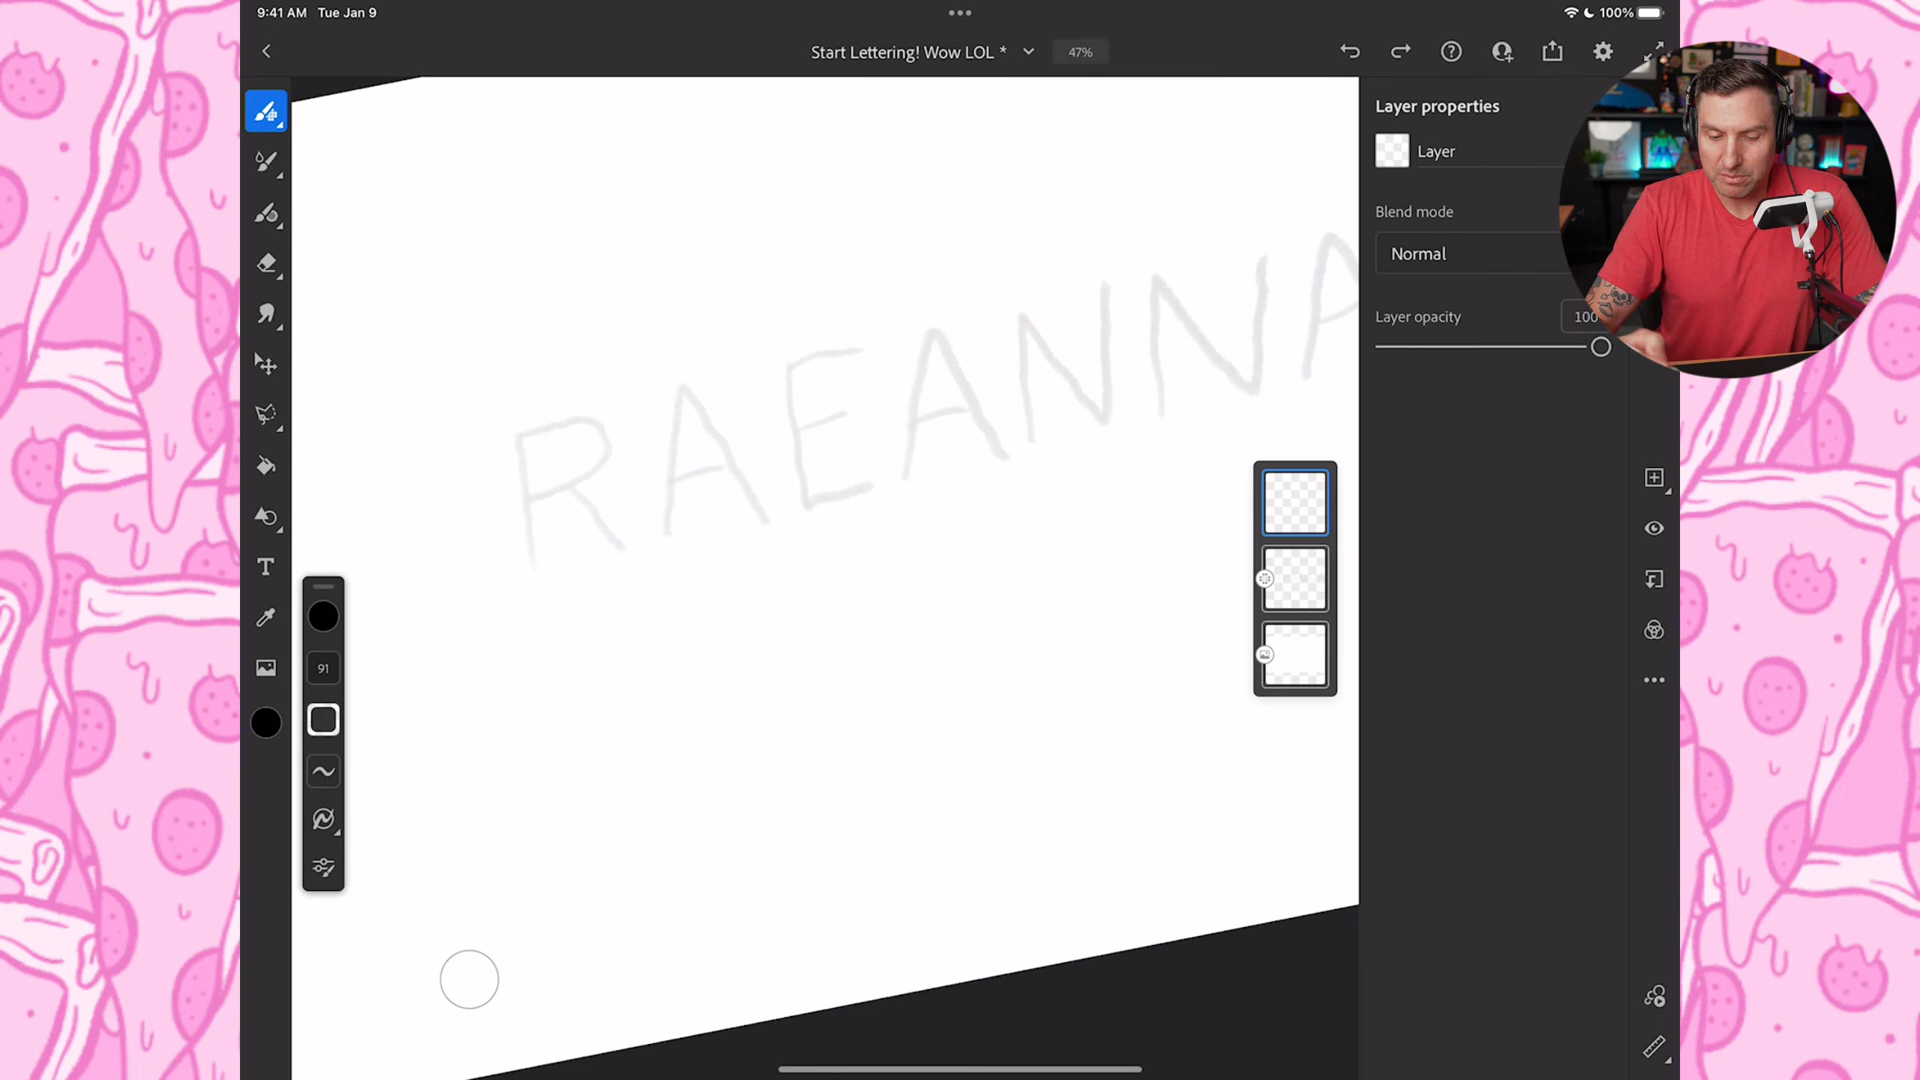 9:41 AM Tue Jan 9
100%
Start Lettering! Wow LOL *
47%
Layer properties
Layer
Blend mode
Normal
Layer opacity
100
RAEANNA
91
T